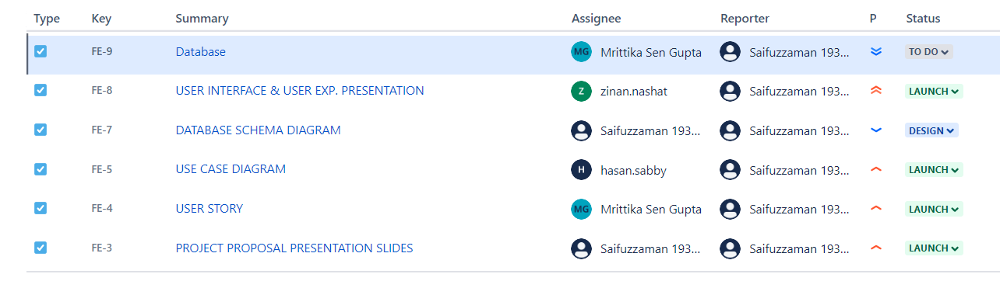 Type Key Summary Assignee Reporter P Status
FE-9 Database MG Mrittika Sen Gupta Saifuzzaman 193... TO DO
FE-8 USER INTERFACE & USER EXP. PRESENTATION Z zinan.nashat Saifuzzaman 193... LAUNCH
FE-7 DATABASE SCHEMA DIAGRAM Saifuzzaman 193... Saifuzzaman 193... DESIGN
FE-5 USE CASE DIAGRAM H hasan.sabby Saifuzzaman 193... LAUNCH
FE-4 USER STORY MG Mrittika Sen Gupta Saifuzzaman 193... LAUNCH
FE-3 PROJECT PROPOSAL PRESENTATION SLIDES Saifuzzaman 193... Saifuzzaman 193... LAUNCH